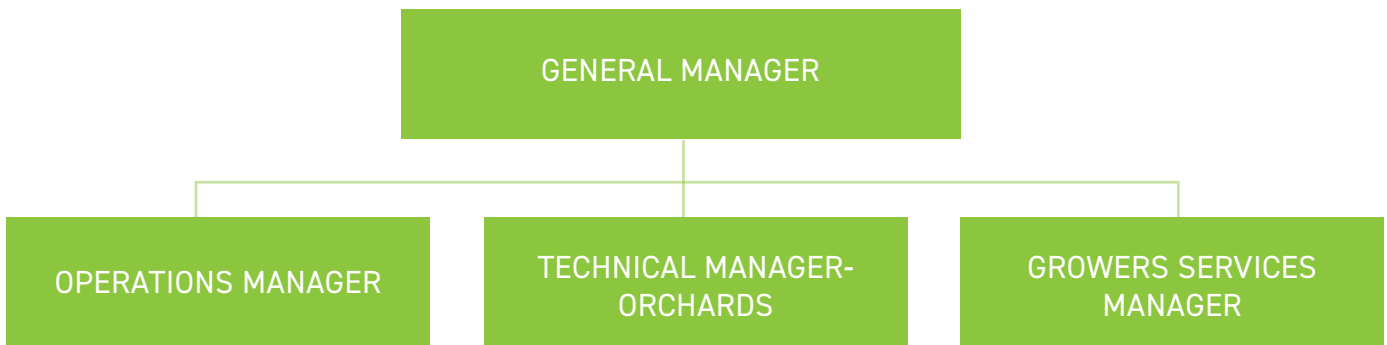 GENERAL MANAGER
OPERATIONS MANAGER
TECHNICAL MANAGER-
ORCHARDS
GROWERS SERVICES
MANAGER